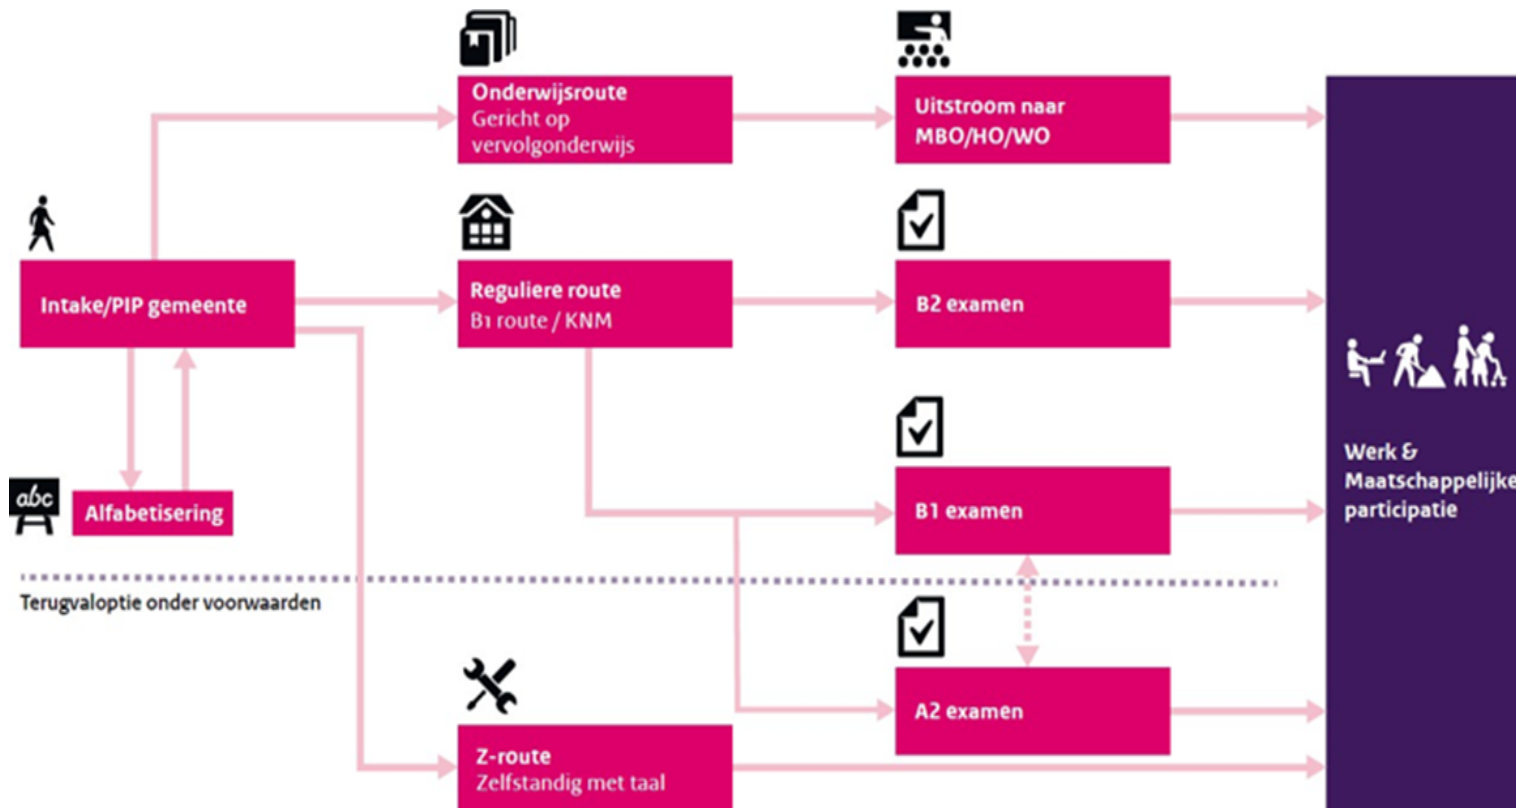 Onderwijsroute
Gericht op
vervolgonderwijs
Uitstroom naar
MBO/HO/WO
Intake/PIP gemeente
Reguliere route
B1 route / KNM
B2 examen
abc
Alfabetisering
B1 examen
Werk &
Maatschappelijke
participatie
Terugvaloptie onder voorwaarden
A2 examen
Z-route
Zelfstandig met taal